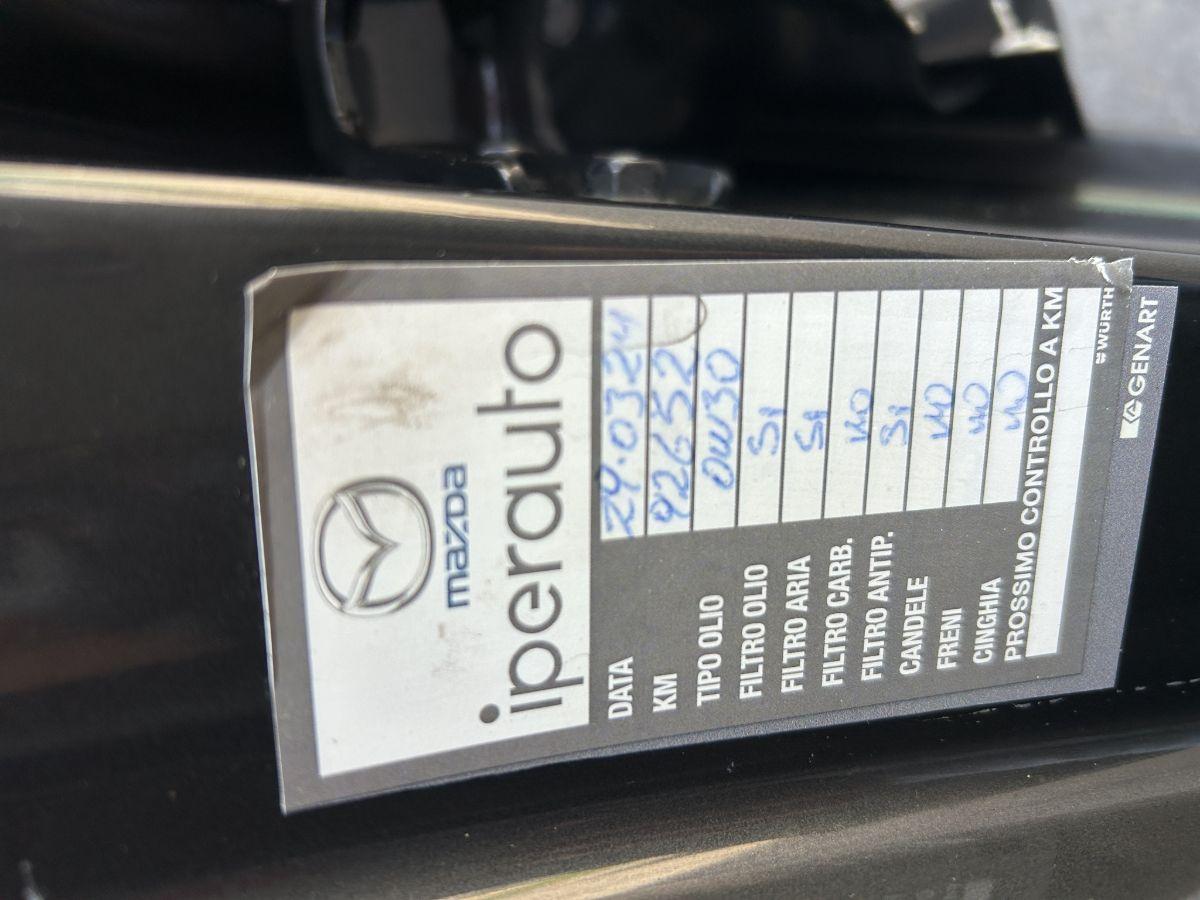 mazda
iperauto
DATA 29.03.24
KM 92652
TIPO OLIO 0W30
FILTRO OLIO SI
FILTRO ARIA SI
FILTRO CARB. NO
FILTRO ANTIP. SI
CANDELE NO
FRENI NO
CINGHIA NO
PROSSIMO CONTROLLO A KM
WÜRTH
GENART